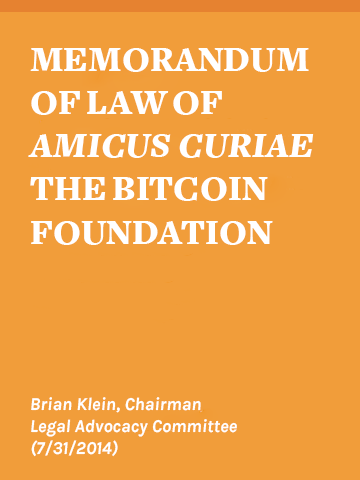 MEMORANDUM
OF LAW OF
AMICUS CURIAE
THE BITCOIN
FOUNDATION
Brian Klein, Chairman
Legal Advocacy Committee
(7/31/2014)